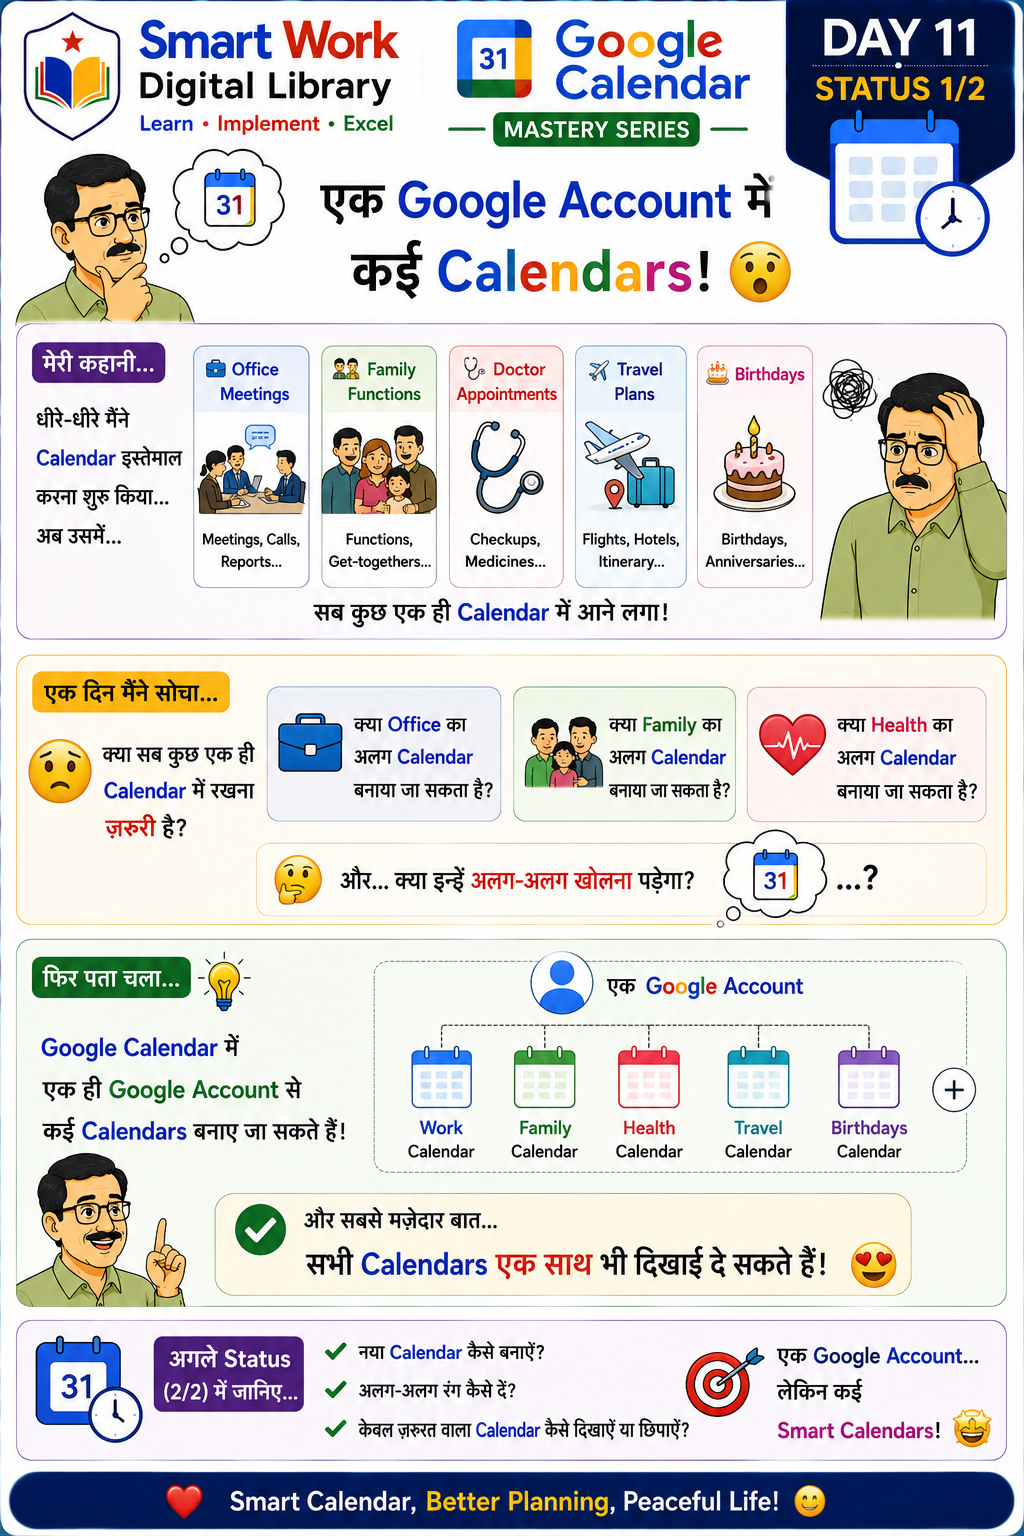 Smart Work
Digital Library
Learn • Implement • Excel
31
Google
Calendar
MASTERY SERIES
DAY 11
STATUS 1/2
31
एक Google Account में
कई Calendars!
मेरी कहानी...
धीरे-धीरे मैंने
Calendar इस्तेमाल
करना शुरु किया...
अब उसमें...
Office
Meetings
Meetings, Calls,
Reports...
Family
Functions
Functions,
Get-togethers...
Doctor
Appointments
Checkups,
Medicines...
Travel
Plans
Flights, Hotels,
Itinerary...
Birthdays
Birthdays,
Anniversaries...
सब कुछ एक ही Calendar में आने लगा!
एक दिन मैंने सोचा...
क्या सब कुछ एक ही
Calendar में रखना
ज़रुरी है?
क्या Office का
अलग Calendar
बनाया जा सकता है?
क्या Family का
अलग Calendar
बनाया जा सकता है?
क्या Health का
अलग Calendar
बनाया जा सकता है?
और... क्या इन्हें अलग-अलग खोलना पड़ेगा?
31
...?
फिर पता चला...
Google Calendar में
एक ही Google Account से
कई Calendars बनाए जा सकते हैं!
एक Google Account
Work
Calendar
Family
Calendar
Health
Calendar
Travel
Calendar
Birthdays
Calendar
+
और सबसे मज़ेदार बात...
सभी Calendars एक साथ भी दिखाई दे सकते हैं!
31
अगले Status
(2/2) में जानिए...
नया Calendar कैसे बनाऐं?
अलग-अलग रंग कैसे दें?
केबल ज़रुरत वाला Calendar कैसे दिखाऐं या छिपाऐं?
एक Google Account...
लेकिन कई
Smart Calendars!
Smart Calendar, Better Planning, Peaceful Life!